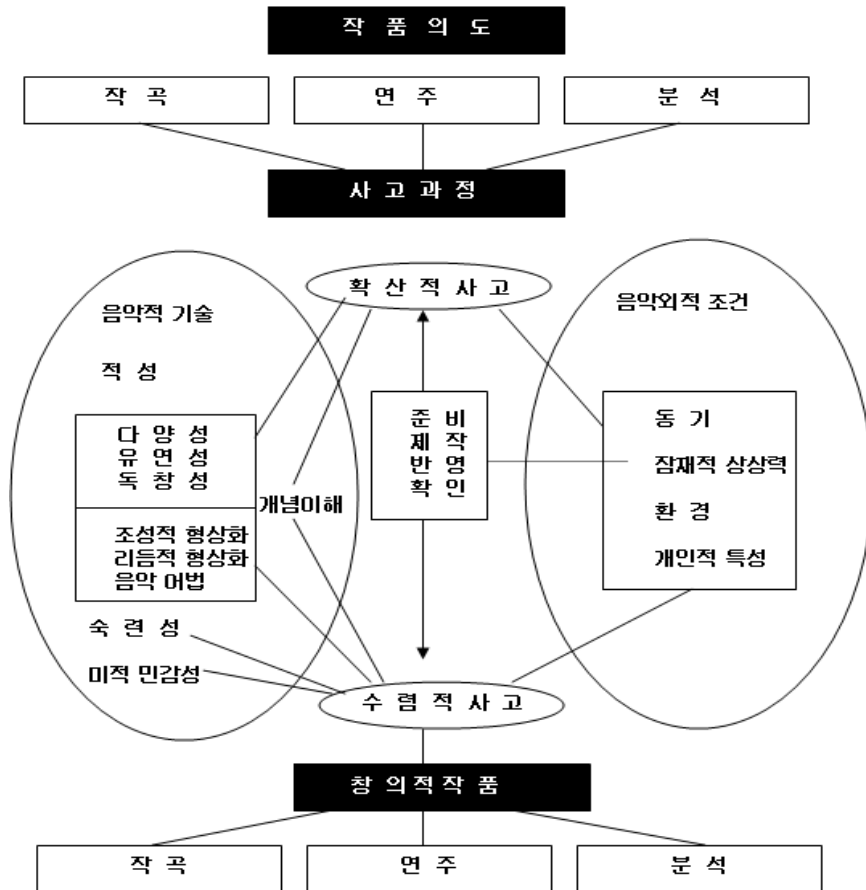 작 품 의 도
작 곡
연 주
분 석
사 고 과 정
확 산 적 사 고
음악적 기술
적 성
다 양 성
유 연 성
독 창 성
조성적 형상화
리듬적 형상화
음악 어법
개념이해
숙 련 성
미적 민감성
준 비
제 작
반 영
확 인
음악외적 조건
동 기
잠재적 상상력
환 경
개인적 특성
수 렴 적 사 고
창 의 적 작 품
작 곡
연 주
분 석